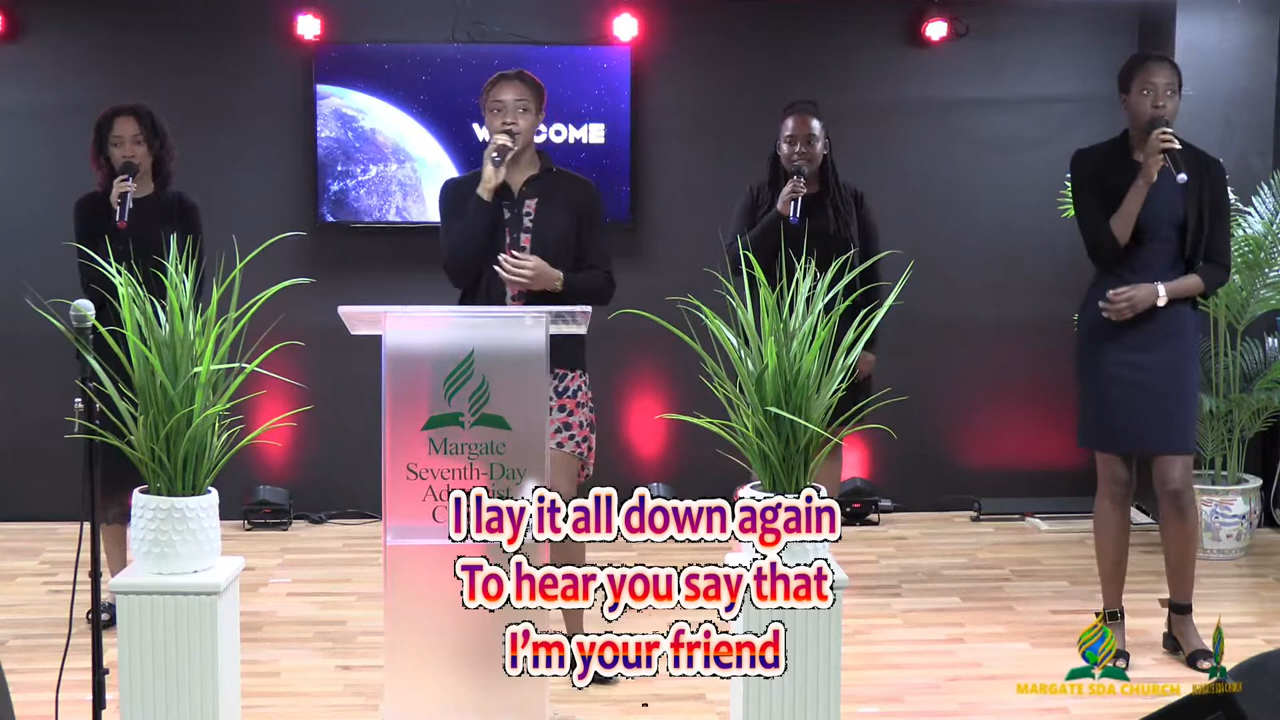 WELCOME
Margate
Seventh-Day
Adventist
I lay it all down again
To hear you say that
I'm your friend
MARGATE SDA CHURCH